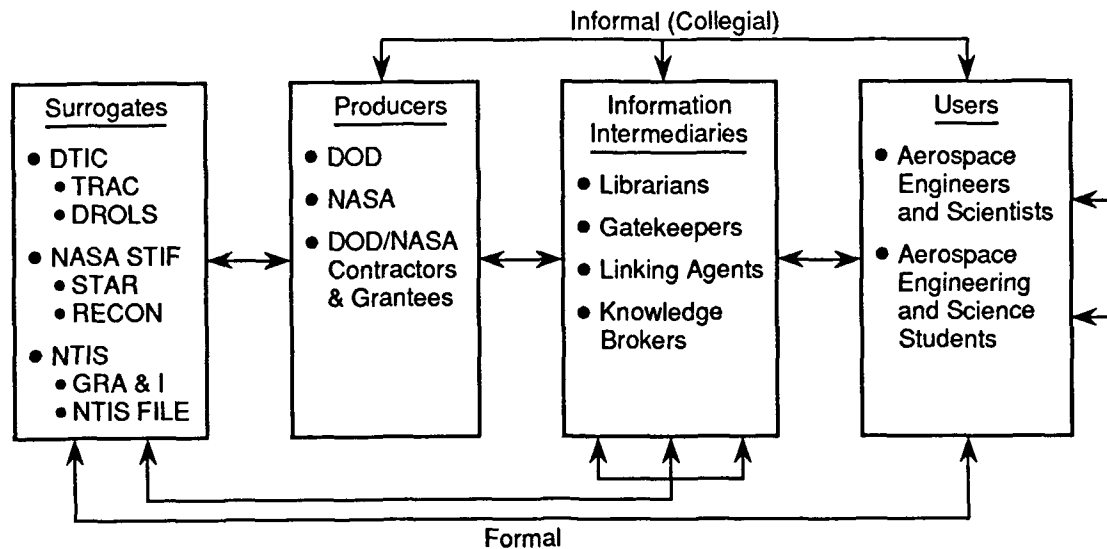 Informal (Collegial)
Surrogates
● DTIC
● TRAC
● DROLS
● NASA STIF
● STAR
● RECON
● NTIS
● GRA & I
● NTIS FILE
Producers
● DOD
● NASA
● DOD/NASA
Contractors
& Grantees
Information
Intermediaries
● Librarians
● Gatekeepers
● Linking Agents
● Knowledge
Brokers
Users
● Aerospace
Engineers
and Scientists
● Aerospace
Engineering
and Science
Students
Formal